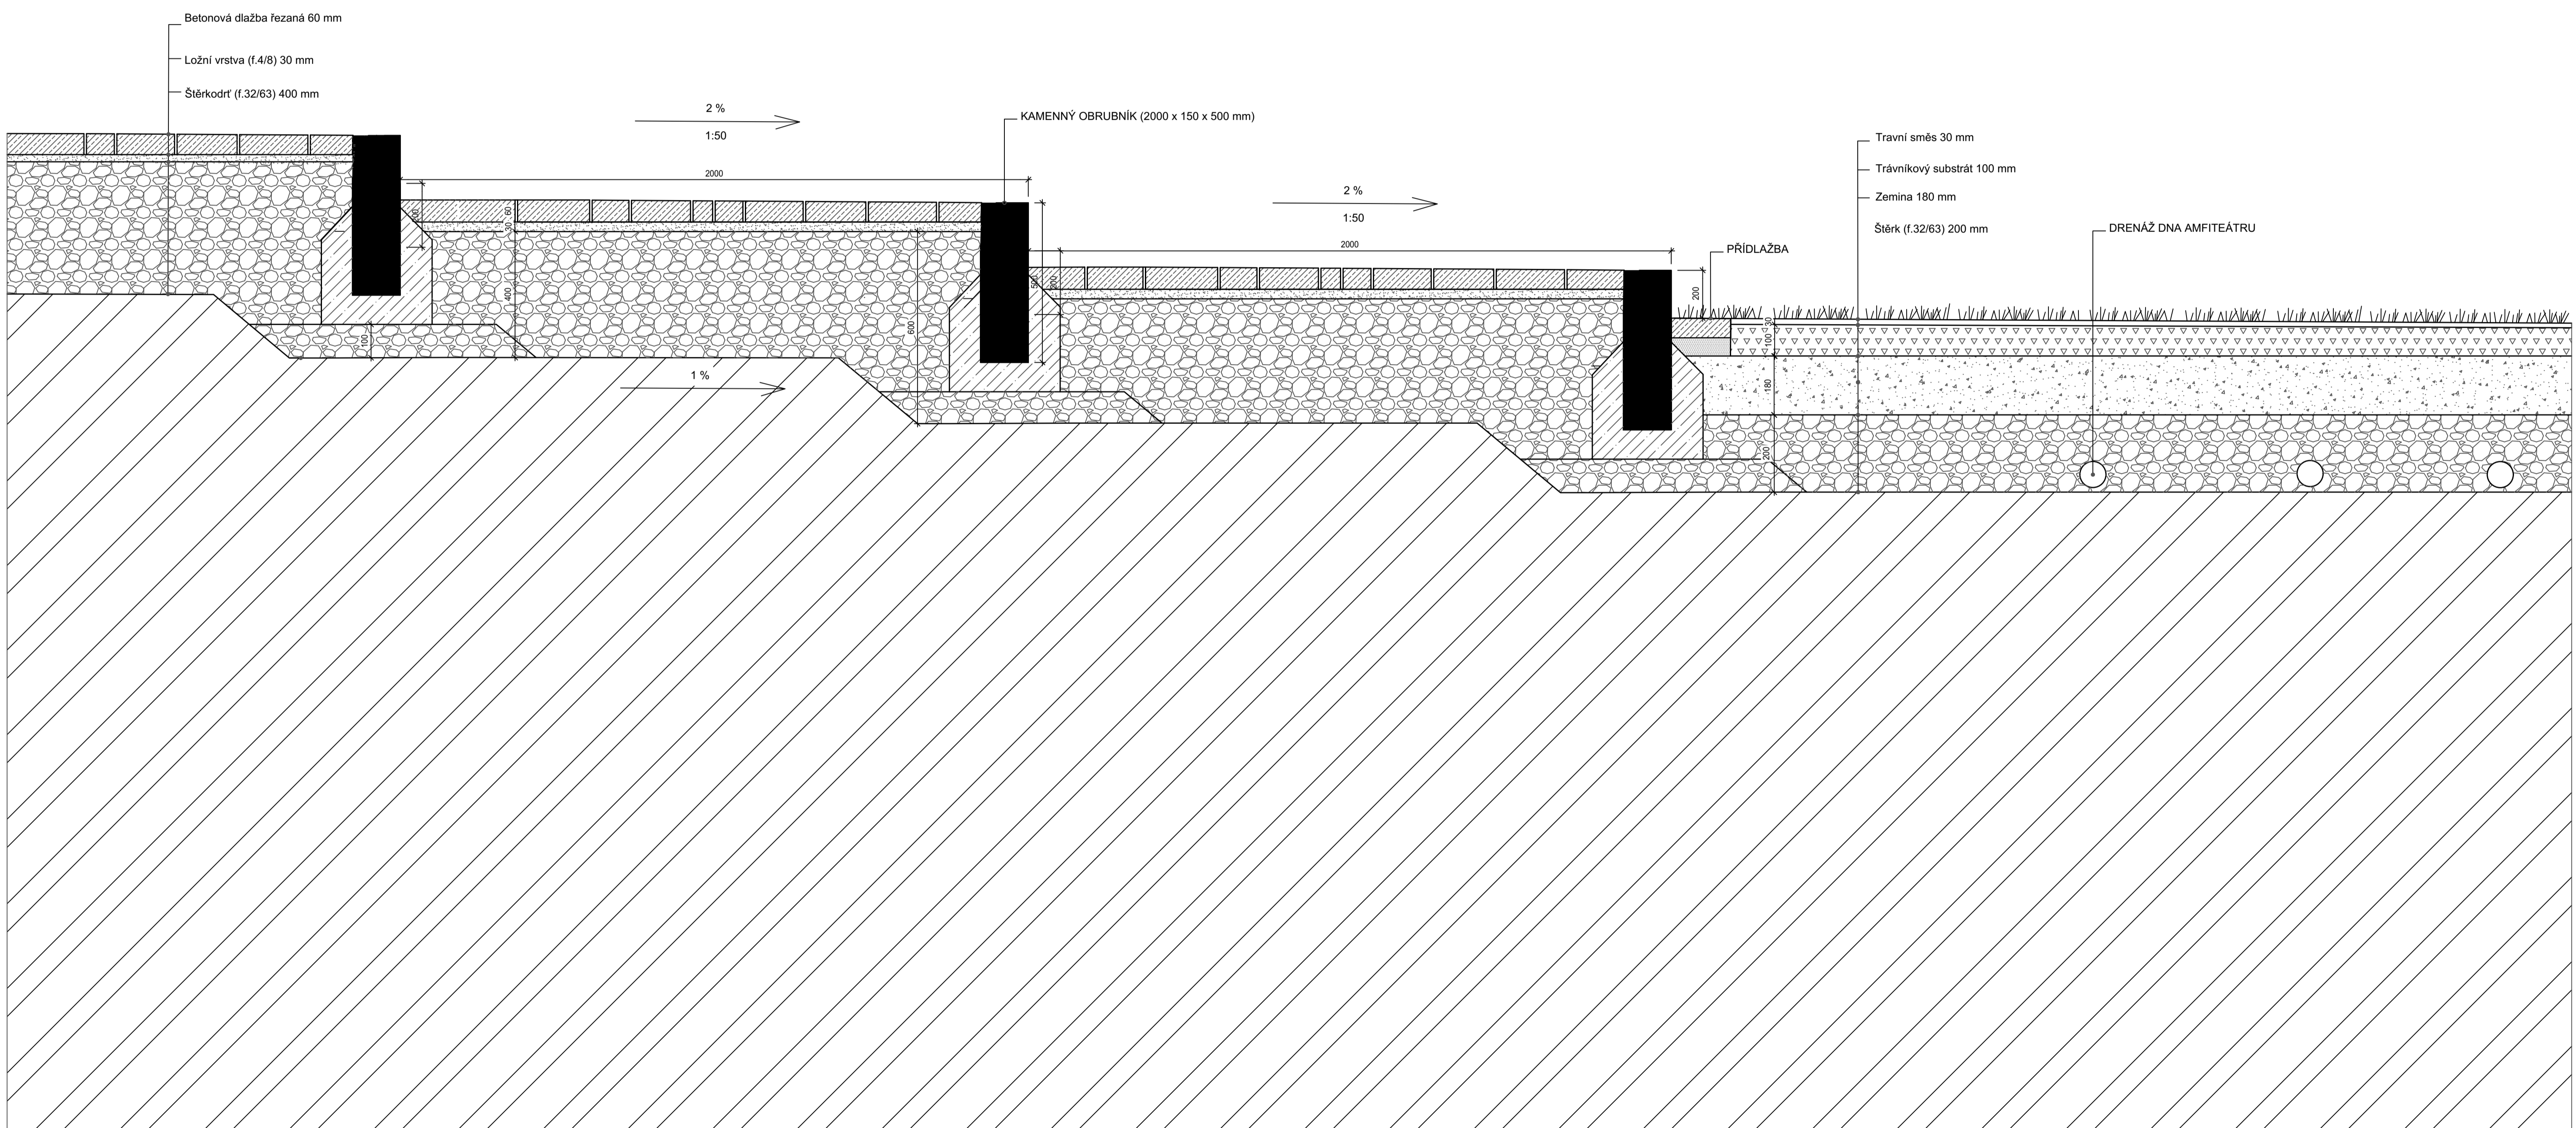 Betonová dlažba řezaná 60 mm
Ložní vrstva (f.4/8) 30 mm
Štěrkodrť (f.32/63) 400 mm
2 %
1:50
KAMENNÝ OBRUBNÍK (2000 x 150 x 500 mm)
2000
2 %
1:50
2000
PŘÍDLAŽBA
Travní směs 30 mm
Trávníkový substrát 100 mm
Zemina 180 mm
Štěrk (f.32/63) 200 mm
DRENÁŽ DNA AMFITEÁTRU
60
30
400
100
600
200
200
30
100
180
200
1 %